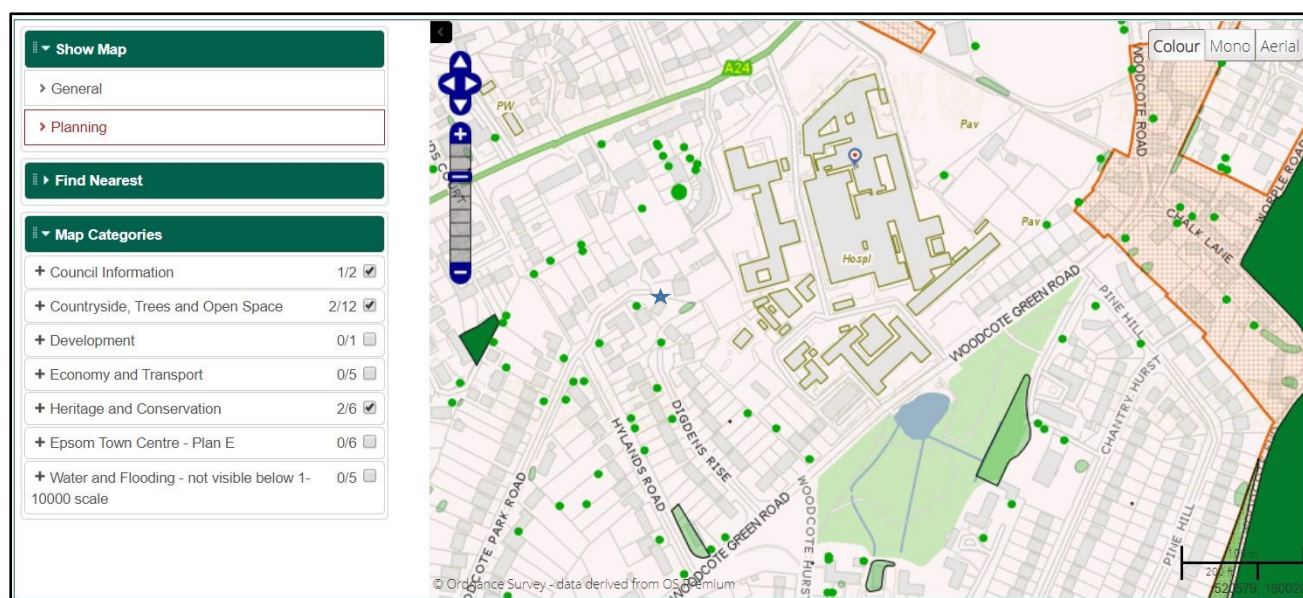 Show Map
General
Planning
Find Nearest
Map Categories
+ Council Information 1/2
+ Countryside, Trees and Open Space 2/12
+ Development 0/1
+ Economy and Transport 0/5
+ Heritage and Conservation 2/6
+ Epsom Town Centre - Plan E 0/6
+ Water and Flooding - not visible below 1-
10000 scale 0/5
Colour Mono Aerial
A24
PW
Pav
WOODCOTE ROAD
WORPLE ROAD
Pav
CHALK LANE
Hospl
WOODCOTE GREEN ROAD
PINE HILL
CHANTRY HURST
DIGDENS RISE
HYLANDS ROAD
WOODCOTE PARK ROAD
WOODCOTE GREEN ROAD
WOODCOTE HURST
PINE HILL
© Ordnance Survey - data derived from OS Premium